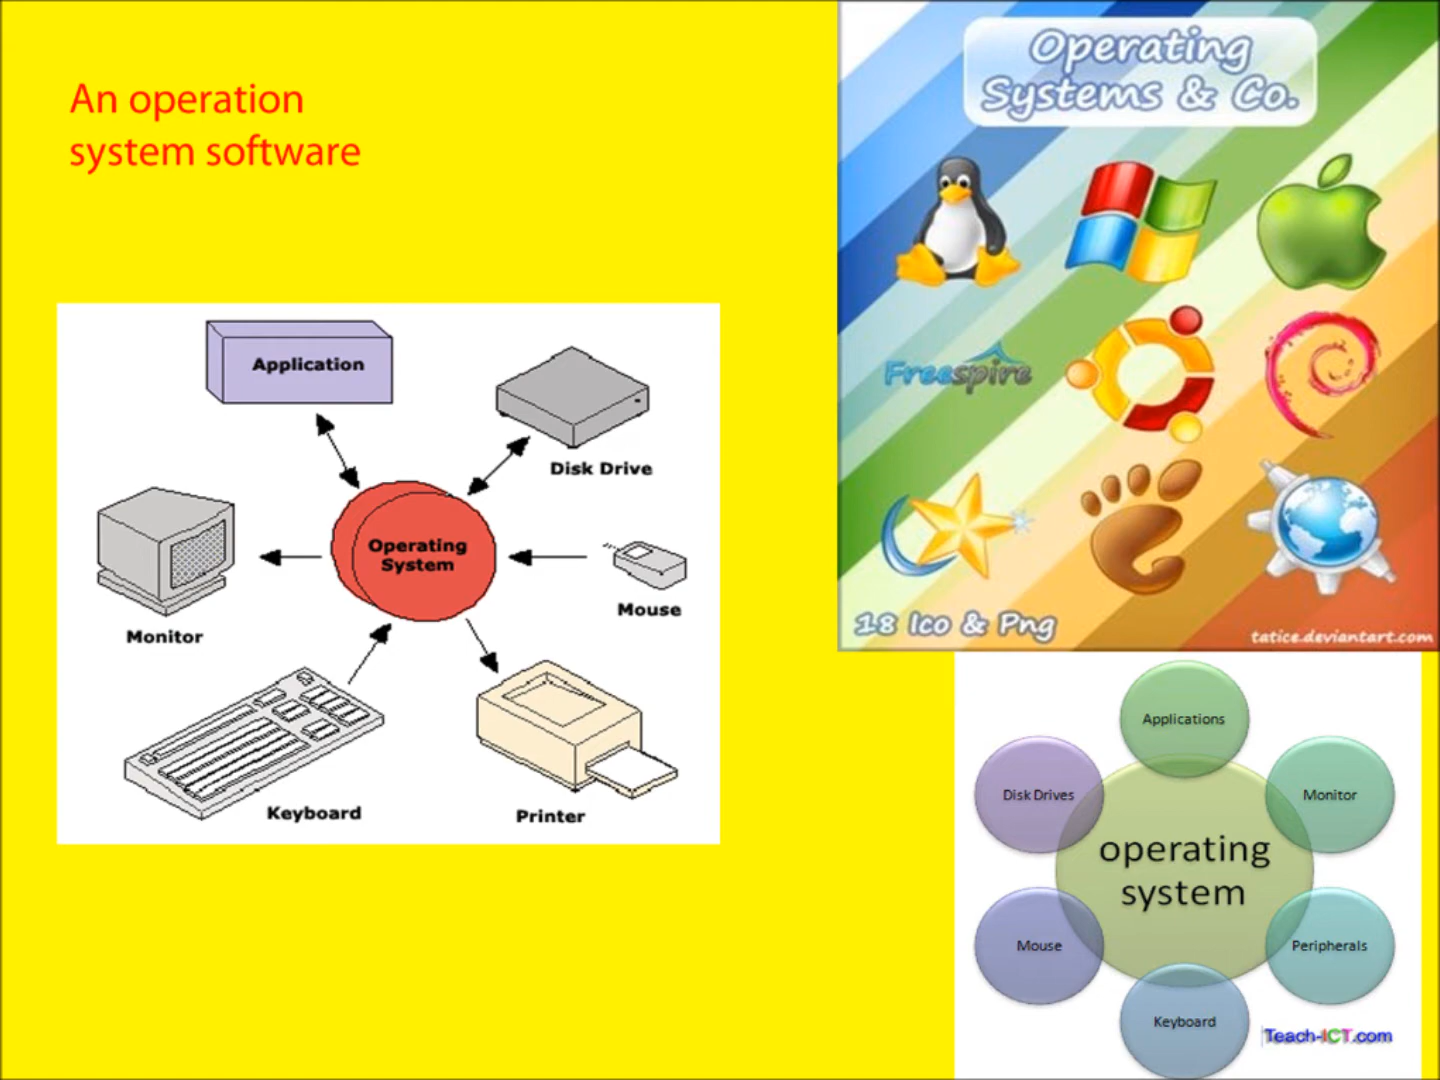 An operation
system software
Application
Disk Drive
Operating
System
Mouse
Monitor
Keyboard
Printer
Operating
Systems & Co.
Freespire
18 Ico & Png
tatice.deviantart.com
Applications
Disk Drives
Monitor
operating
system
Mouse
Peripherals
Keyboard
Teach-ICT.com